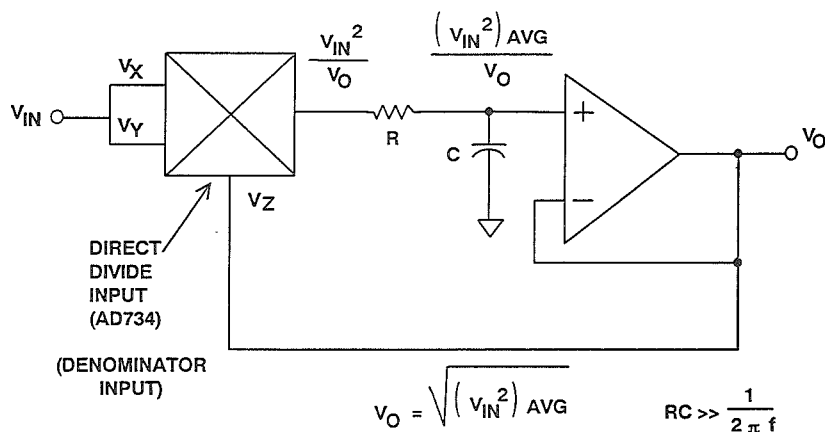 V_IN^2 / V_O
(V_IN^2) AVG / V_O
V_X
V_IN
V_Y
R
C
+
−
V_O
V_Z
DIRECT
DIVIDE
INPUT
(AD734)
(DENOMINATOR
INPUT)
V_O = √(V_IN^2) AVG
RC >> 1 / 2 π f